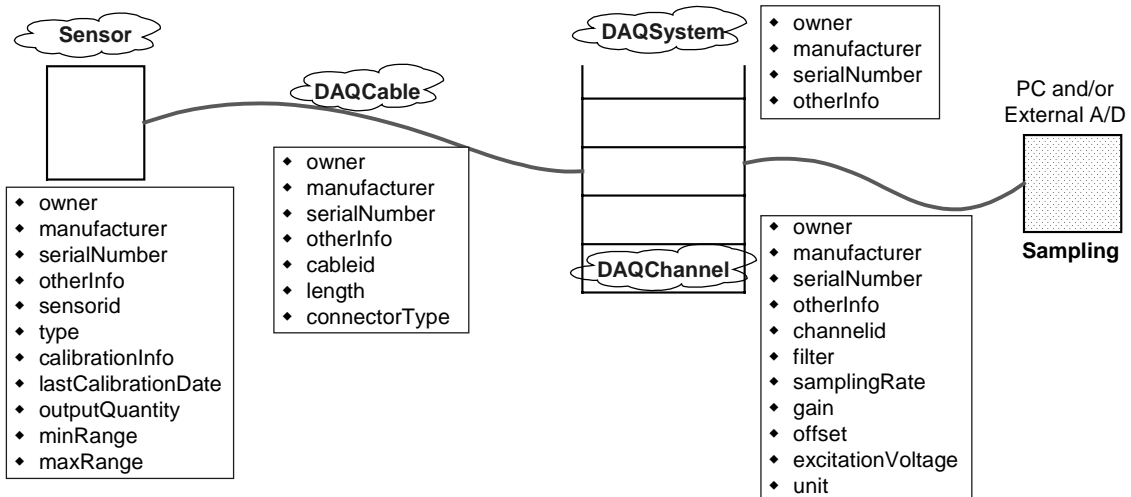 Sensor
◆ owner
◆ manufacturer
◆ serialNumber
◆ otherInfo
◆ sensorid
◆ type
◆ calibrationInfo
◆ lastCalibrationDate
◆ outputQuantity
◆ minRange
◆ maxRange
DAQCable
◆ owner
◆ manufacturer
◆ serialNumber
◆ otherInfo
◆ cableid
◆ length
◆ connectorType
DAQSystem
◆ owner
◆ manufacturer
◆ serialNumber
◆ otherInfo
DAQChannel
◆ owner
◆ manufacturer
◆ serialNumber
◆ otherInfo
◆ channelid
◆ filter
◆ samplingRate
◆ gain
◆ offset
◆ excitationVoltage
◆ unit
PC and/or
External A/D
Sampling